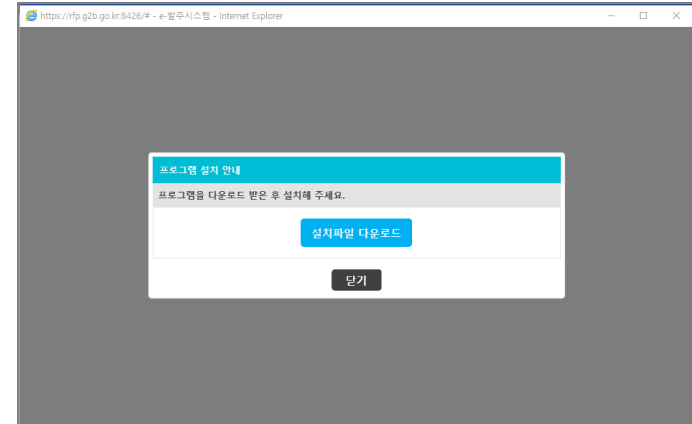 https://rfp.g2b.go.kr:8426/# - e-발주시스템 - Internet Explorer
프로그램 설치 안내
프로그램을 다운로드 받은 후 설치해 주세요.
설치파일 다운로드
닫기